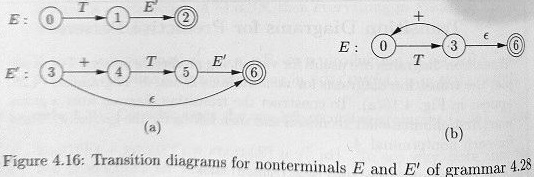 E : 0 T 1 E′ 2
E′ : 3 + 4 T 5 E′ 6
ϵ
(a)
+
E : 0 T 3 ϵ 6
(b)
Figure 4.16: Transition diagrams for nonterminals E and E′ of grammar 4.28